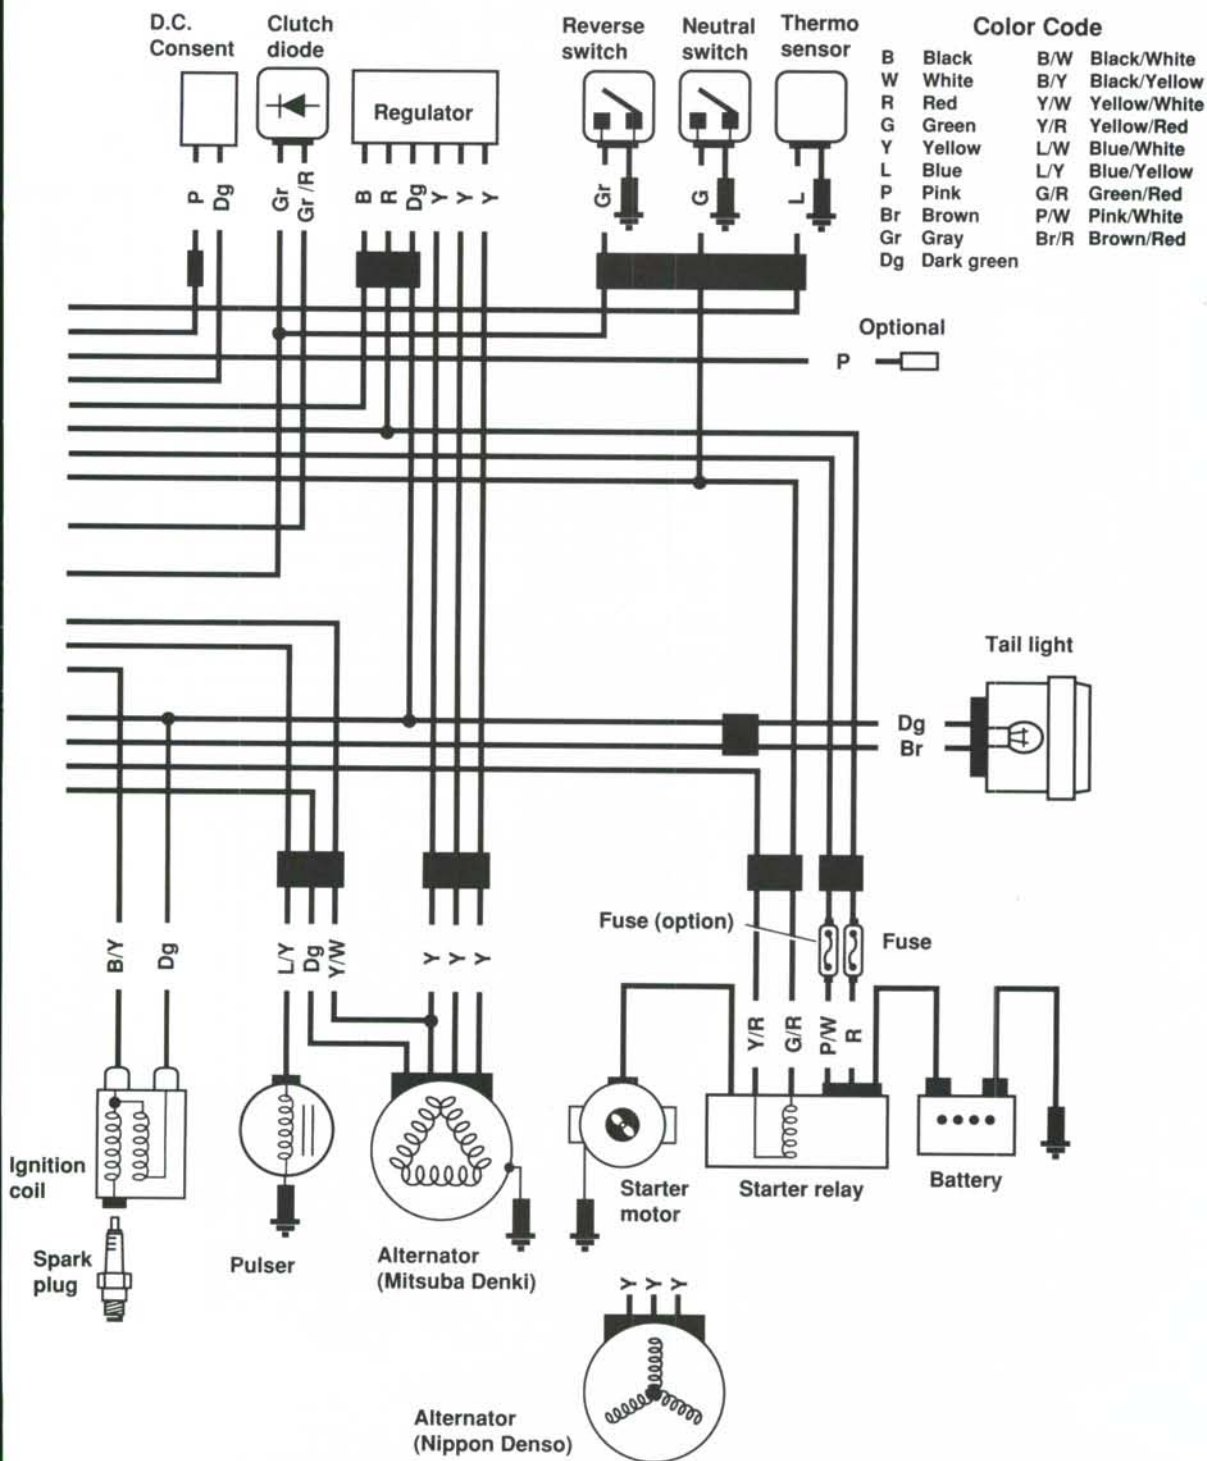 D.C.
Consent
Clutch
diode
Regulator
Reverse
switch
Neutral
switch
Thermo
sensor
Color Code
B Black B/W Black/White
W White B/Y Black/Yellow
R Red Y/W Yellow/White
G Green Y/R Yellow/Red
Y Yellow L/W Blue/White
L Blue L/Y Blue/Yellow
P Pink G/R Green/Red
Br Brown P/W Pink/White
Gr Gray Br/R Brown/Red
Dg Dark green
P Dg Gr Gr/R B R Dg Y Y Y Gr G L
Optional
P
Tail light
Dg
Br
Fuse (option)
Fuse
B/Y Dg L/Y Dg Y/W Y Y Y Y/R G/R P/W R
Ignition
coil
Spark
plug
Pulser
Alternator
(Mitsuba Denki)
Starter
motor
Starter relay
Battery
Y Y Y
Alternator
(Nippon Denso)